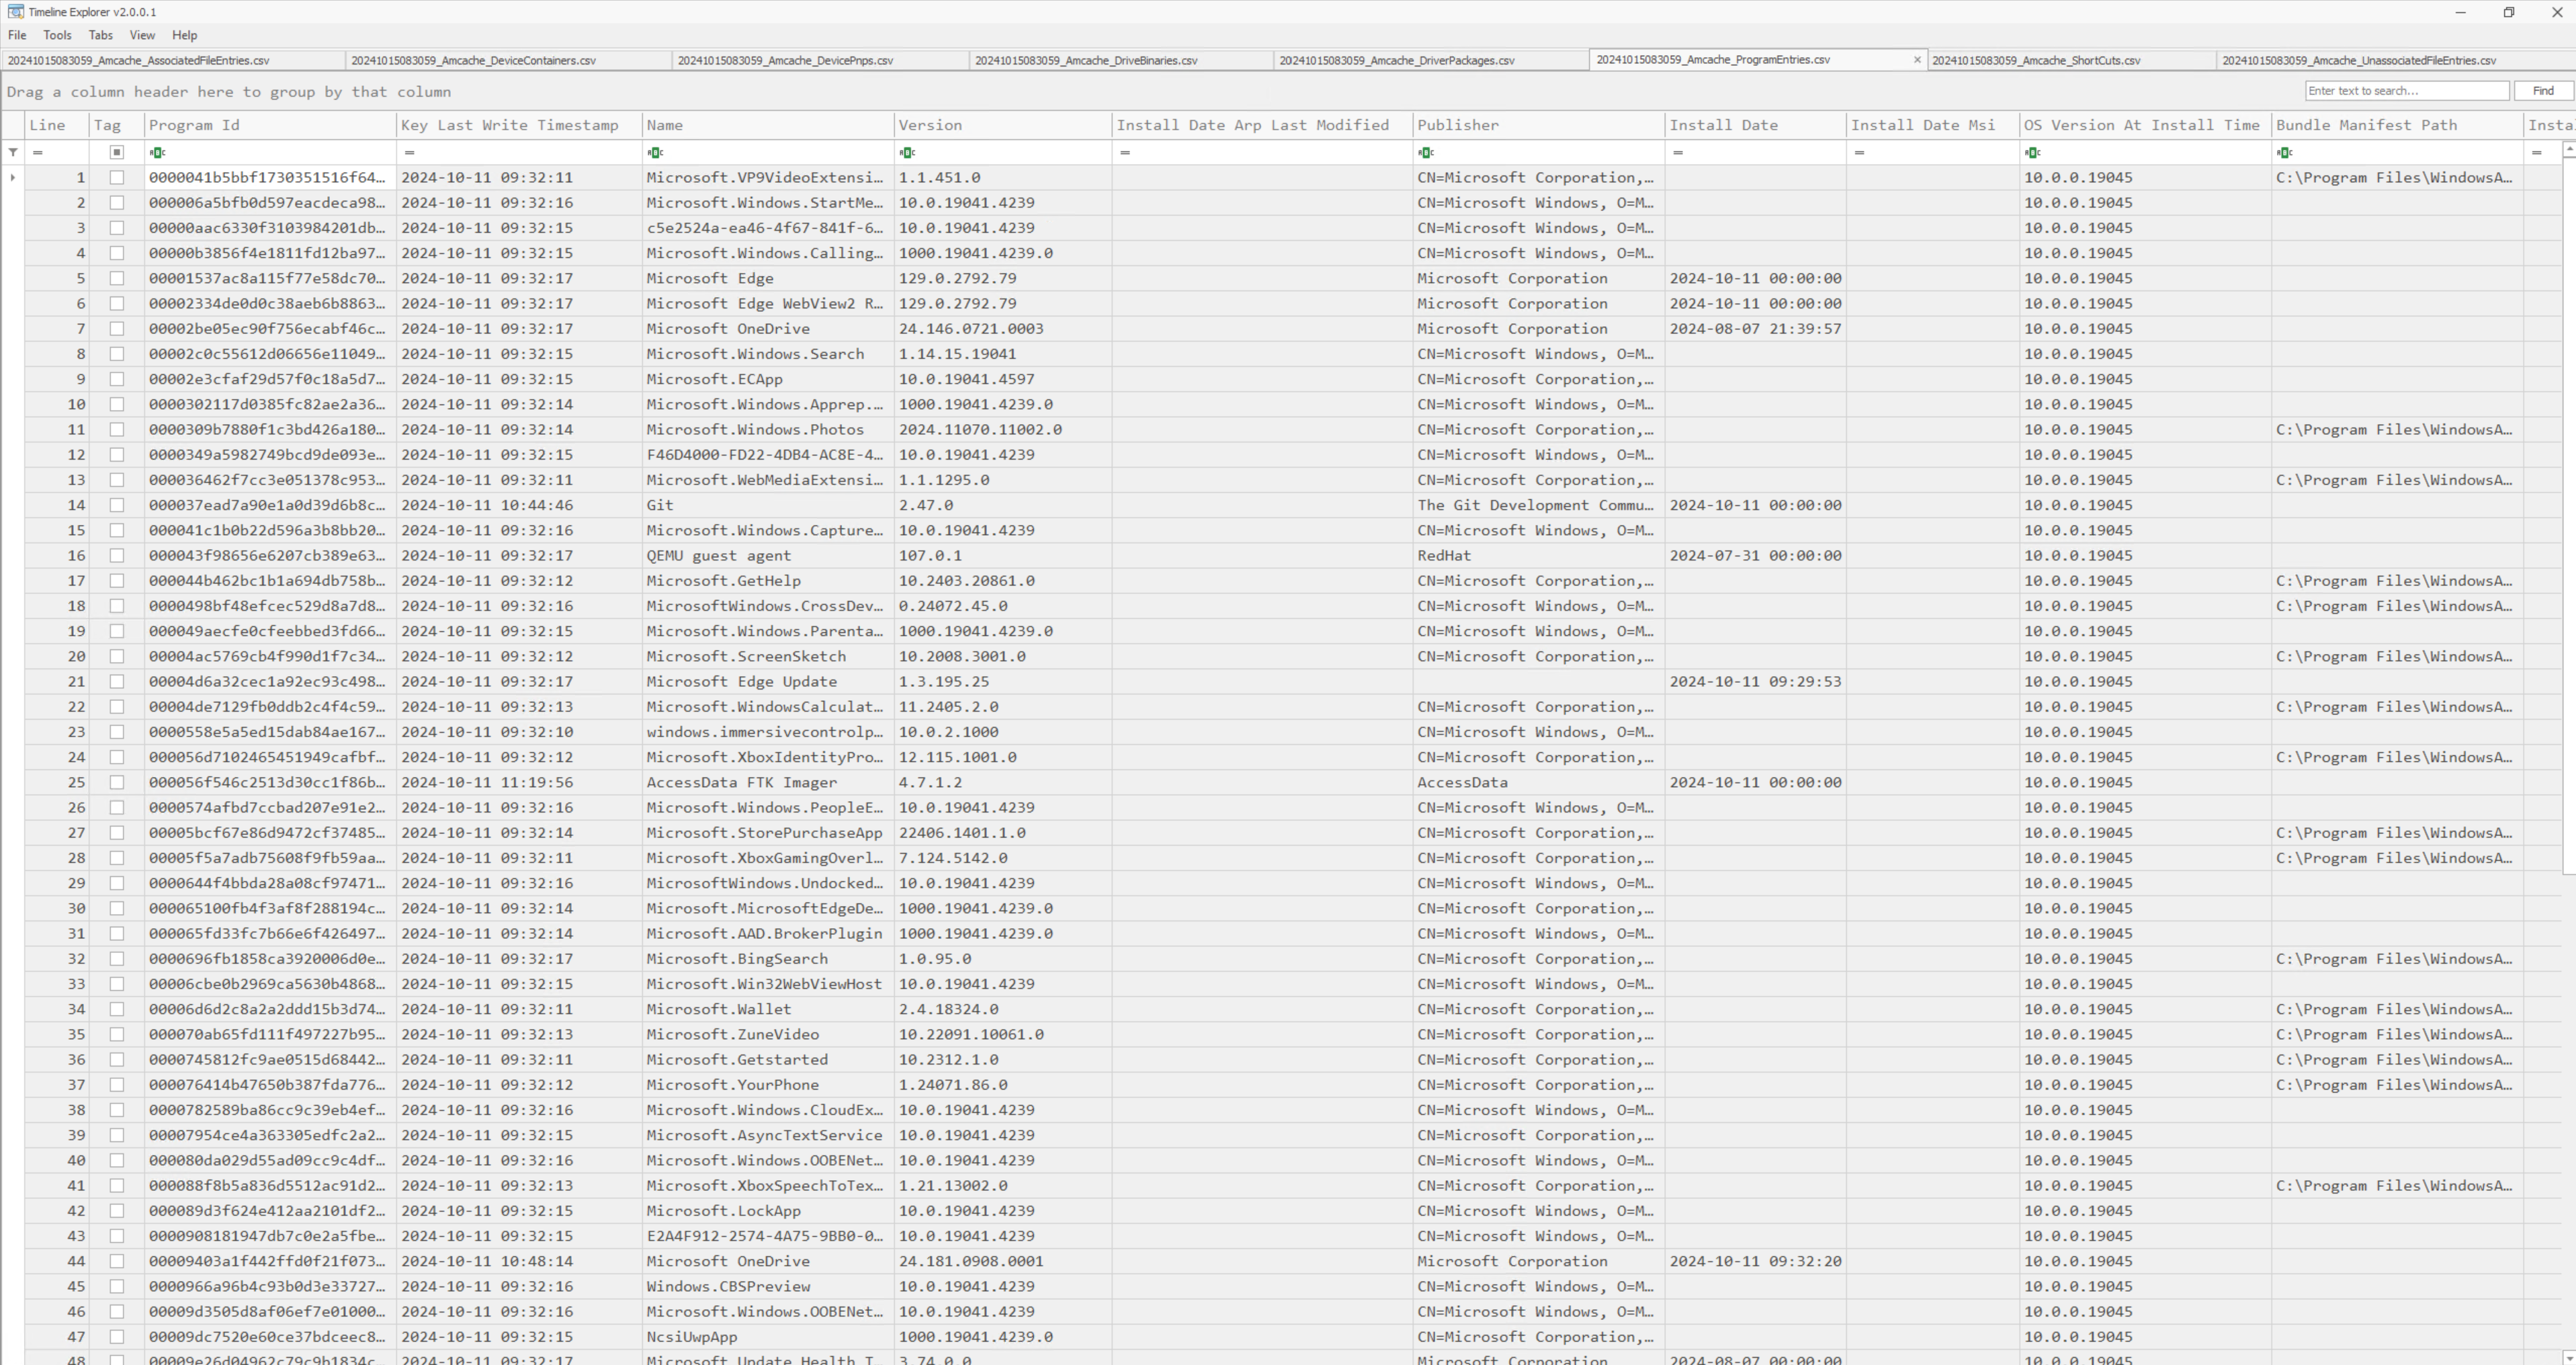 Timeline Explorer v2.0.0.1
File Tools Tabs View Help
20241015083059_Amcache_AssociatedFileEntries.csv 20241015083059_Amcache_DeviceContainers.csv 20241015083059_Amcache_DevicePnps.csv 20241015083059_Amcache_DriveBinaries.csv 20241015083059_Amcache_DriverPackages.csv 20241015083059_Amcache_ProgramEntries.csv × 20241015083059_Amcache_ShortCuts.csv 20241015083059_Amcache_UnassociatedFileEntries.csv
Drag a column header here to group by that column Enter text to search... Find
Line Tag Program Id Key Last Write Timestamp Name Version Install Date Arp Last Modified Publisher Install Date Install Date Msi OS Version At Install Time Bundle Manifest Path Insta
= = = = = =
1 0000041b5bbf1730351516f64… 2024-10-11 09:32:11 Microsoft.VP9VideoExtensi… 1.1.451.0 CN=Microsoft Corporation,… 10.0.0.19045 C:\Program Files\WindowsA…
2 000006a5bfb0d597eacdeca98… 2024-10-11 09:32:16 Microsoft.Windows.StartMe… 10.0.19041.4239 CN=Microsoft Windows, O=M… 10.0.0.19045
3 00000aac6330f3103984201db… 2024-10-11 09:32:15 c5e2524a-ea46-4f67-841f-6… 10.0.19041.4239 CN=Microsoft Windows, O=M… 10.0.0.19045
4 00000b3856f4e1811fd12ba97… 2024-10-11 09:32:15 Microsoft.Windows.Calling… 1000.19041.4239.0 CN=Microsoft Windows, O=M… 10.0.0.19045
5 00001537ac8a115f77e58dc70… 2024-10-11 09:32:17 Microsoft Edge 129.0.2792.79 Microsoft Corporation 2024-10-11 00:00:00 10.0.0.19045
6 00002334de0d0c38aeb6b8863… 2024-10-11 09:32:17 Microsoft Edge WebView2 R… 129.0.2792.79 Microsoft Corporation 2024-10-11 00:00:00 10.0.0.19045
7 00002be05ec90f756ecabf46c… 2024-10-11 09:32:17 Microsoft OneDrive 24.146.0721.0003 Microsoft Corporation 2024-08-07 21:39:57 10.0.0.19045
8 00002c0c55612d06656e11049… 2024-10-11 09:32:15 Microsoft.Windows.Search 1.14.15.19041 CN=Microsoft Windows, O=M… 10.0.0.19045
9 00002e3cfaf29d57f0c18a5d7… 2024-10-11 09:32:15 Microsoft.ECApp 10.0.19041.4597 CN=Microsoft Corporation,… 10.0.0.19045
10 0000302117d0385fc82ae2a36… 2024-10-11 09:32:14 Microsoft.Windows.Apprep.… 1000.19041.4239.0 CN=Microsoft Windows, O=M… 10.0.0.19045
11 0000309b7880f1c3bd426a180… 2024-10-11 09:32:14 Microsoft.Windows.Photos 2024.11070.11002.0 CN=Microsoft Corporation,… 10.0.0.19045 C:\Program Files\WindowsA…
12 0000349a5982749bcd9de093e… 2024-10-11 09:32:15 F46D4000-FD22-4DB4-AC8E-4… 10.0.19041.4239 CN=Microsoft Windows, O=M… 10.0.0.19045
13 000036462f7cc3e051378c953… 2024-10-11 09:32:11 Microsoft.WebMediaExtensi… 1.1.1295.0 CN=Microsoft Corporation,… 10.0.0.19045 C:\Program Files\WindowsA…
14 000037ead7a90e1a0d39d6b8c… 2024-10-11 10:44:46 Git 2.47.0 The Git Development Commu… 2024-10-11 00:00:00 10.0.0.19045
15 000041c1b0b22d596a3b8bb20… 2024-10-11 09:32:16 Microsoft.Windows.Capture… 10.0.19041.4239 CN=Microsoft Windows, O=M… 10.0.0.19045
16 000043f98656e6207cb389e63… 2024-10-11 09:32:17 QEMU guest agent 107.0.1 RedHat 2024-07-31 00:00:00 10.0.0.19045
17 000044b462bc1b1a694db758b… 2024-10-11 09:32:12 Microsoft.GetHelp 10.2403.20861.0 CN=Microsoft Corporation,… 10.0.0.19045 C:\Program Files\WindowsA…
18 0000498bf48efcec529d8a7d8… 2024-10-11 09:32:16 MicrosoftWindows.CrossDev… 0.24072.45.0 CN=Microsoft Windows, O=M… 10.0.0.19045 C:\Program Files\WindowsA…
19 000049aecfe0cfeebbed3fd66… 2024-10-11 09:32:15 Microsoft.Windows.Parenta… 1000.19041.4239.0 CN=Microsoft Windows, O=M… 10.0.0.19045
20 00004ac5769cb4f990d1f7c34… 2024-10-11 09:32:12 Microsoft.ScreenSketch 10.2008.3001.0 CN=Microsoft Corporation,… 10.0.0.19045 C:\Program Files\WindowsA…
21 00004d6a32cec1a92ec93c498… 2024-10-11 09:32:17 Microsoft Edge Update 1.3.195.25 2024-10-11 09:29:53 10.0.0.19045
22 00004de7129fb0ddb2c4f4c59… 2024-10-11 09:32:13 Microsoft.WindowsCalculat… 11.2405.2.0 CN=Microsoft Corporation,… 10.0.0.19045 C:\Program Files\WindowsA…
23 0000558e5a5ed15dab84ae167… 2024-10-11 09:32:10 windows.immersivecontrolp… 10.0.2.1000 CN=Microsoft Windows, O=M… 10.0.0.19045
24 000056d7102465451949cafbf… 2024-10-11 09:32:12 Microsoft.XboxIdentityPro… 12.115.1001.0 CN=Microsoft Corporation,… 10.0.0.19045 C:\Program Files\WindowsA…
25 000056f546c2513d30cc1f86b… 2024-10-11 11:19:56 AccessData FTK Imager 4.7.1.2 AccessData 2024-10-11 00:00:00 10.0.0.19045
26 0000574afbd7ccbad207e91e2… 2024-10-11 09:32:16 Microsoft.Windows.PeopleE… 10.0.19041.4239 CN=Microsoft Windows, O=M… 10.0.0.19045
27 00005bcf67e86d9472cf37485… 2024-10-11 09:32:14 Microsoft.StorePurchaseApp 22406.1401.1.0 CN=Microsoft Corporation,… 10.0.0.19045 C:\Program Files\WindowsA…
28 00005f5a7adb75608f9fb59aa… 2024-10-11 09:32:11 Microsoft.XboxGamingOverl… 7.124.5142.0 CN=Microsoft Corporation,… 10.0.0.19045 C:\Program Files\WindowsA…
29 0000644f4bbda28a08cf97471… 2024-10-11 09:32:16 MicrosoftWindows.Undocked… 10.0.19041.4239 CN=Microsoft Windows, O=M… 10.0.0.19045
30 000065100fb4f3af8f288194c… 2024-10-11 09:32:14 Microsoft.MicrosoftEdgeDe… 1000.19041.4239.0 CN=Microsoft Corporation,… 10.0.0.19045
31 000065fd33fc7b66e6f426497… 2024-10-11 09:32:14 Microsoft.AAD.BrokerPlugin 1000.19041.4239.0 CN=Microsoft Windows, O=M… 10.0.0.19045
32 0000696fb1858ca3920006d0e… 2024-10-11 09:32:17 Microsoft.BingSearch 1.0.95.0 CN=Microsoft Corporation,… 10.0.0.19045 C:\Program Files\WindowsA…
33 00006cbe0b2969ca5630b4868… 2024-10-11 09:32:15 Microsoft.Win32WebViewHost 10.0.19041.4239 CN=Microsoft Windows, O=M… 10.0.0.19045
34 00006d6d2c8a2a2ddd15b3d74… 2024-10-11 09:32:11 Microsoft.Wallet 2.4.18324.0 CN=Microsoft Corporation,… 10.0.0.19045 C:\Program Files\WindowsA…
35 000070ab65fd111f497227b95… 2024-10-11 09:32:13 Microsoft.ZuneVideo 10.22091.10061.0 CN=Microsoft Corporation,… 10.0.0.19045 C:\Program Files\WindowsA…
36 0000745812fc9ae0515d68442… 2024-10-11 09:32:11 Microsoft.Getstarted 10.2312.1.0 CN=Microsoft Corporation,… 10.0.0.19045 C:\Program Files\WindowsA…
37 000076414b47650b387fda776… 2024-10-11 09:32:12 Microsoft.YourPhone 1.24071.86.0 CN=Microsoft Corporation,… 10.0.0.19045 C:\Program Files\WindowsA…
38 0000782589ba86cc9c39eb4ef… 2024-10-11 09:32:16 Microsoft.Windows.CloudEx… 10.0.19041.4239 CN=Microsoft Windows, O=M… 10.0.0.19045
39 00007954ce4a363305edfc2a2… 2024-10-11 09:32:15 Microsoft.AsyncTextService 10.0.19041.4239 CN=Microsoft Corporation,… 10.0.0.19045
40 000080da029d55ad09cc9c4df… 2024-10-11 09:32:16 Microsoft.Windows.OOBENet… 10.0.19041.4239 CN=Microsoft Windows, O=M… 10.0.0.19045
41 000088f8b5a836d5512ac91d2… 2024-10-11 09:32:13 Microsoft.XboxSpeechToTex… 1.21.13002.0 CN=Microsoft Corporation,… 10.0.0.19045 C:\Program Files\WindowsA…
42 000089d3f624e412aa2101df2… 2024-10-11 09:32:15 Microsoft.LockApp 10.0.19041.4239 CN=Microsoft Windows, O=M… 10.0.0.19045
43 0000908181947db7c0e2a5fbe… 2024-10-11 09:32:15 E2A4F912-2574-4A75-9BB0-0… 10.0.19041.4239 CN=Microsoft Windows, O=M… 10.0.0.19045
44 00009403a1f442ffd0f21f073… 2024-10-11 10:48:14 Microsoft OneDrive 24.181.0908.0001 Microsoft Corporation 2024-10-11 09:32:20 10.0.0.19045
45 0000966a96b4c93b0d3e33727… 2024-10-11 09:32:16 Windows.CBSPreview 10.0.19041.4239 CN=Microsoft Windows, O=M… 10.0.0.19045
46 00009d3505d8af06ef7e01000… 2024-10-11 09:32:16 Microsoft.Windows.OOBENet… 10.0.19041.4239 CN=Microsoft Windows, O=M… 10.0.0.19045
47 00009dc7520e60ce37bdceec8… 2024-10-11 09:32:15 NcsiUwpApp 1000.19041.4239.0 CN=Microsoft Corporation,… 10.0.0.19045
48 00009e26d04962c79c9b1834c… 2024-10-11 09:32:17 Microsoft Update Health T… 3.74.0.0 Microsoft Corporation 2024-08-07 00:00:00 10.0.0.19045